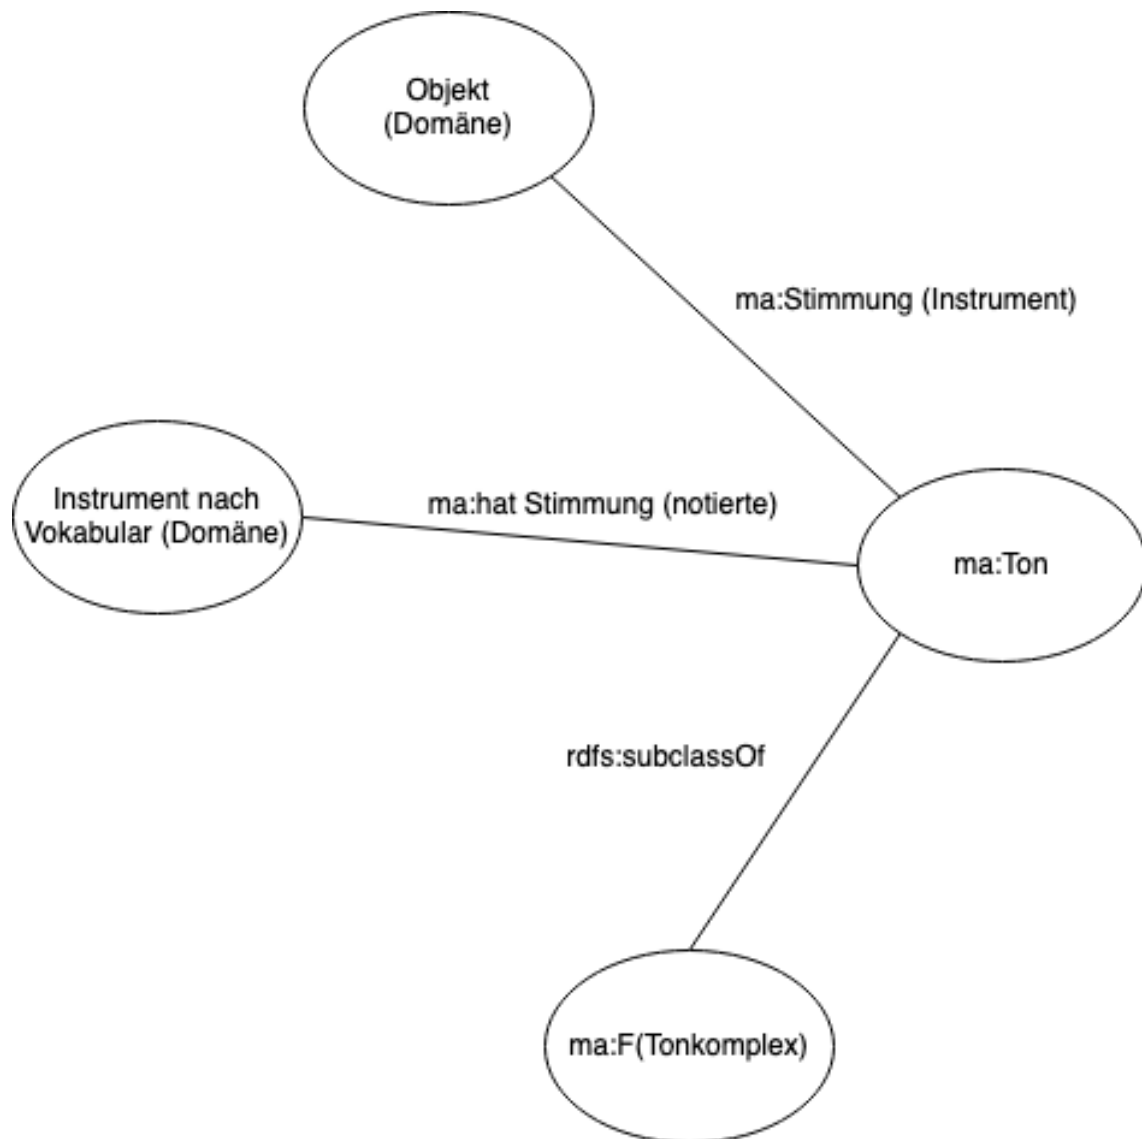 Objekt
(Domäne)
ma:Stimmung (Instrument)
Instrument nach
Vokabular (Domäne)
ma:hat Stimmung (notierte)
ma:Ton
rdfs:subclassOf
ma:F(Tonkomplex)